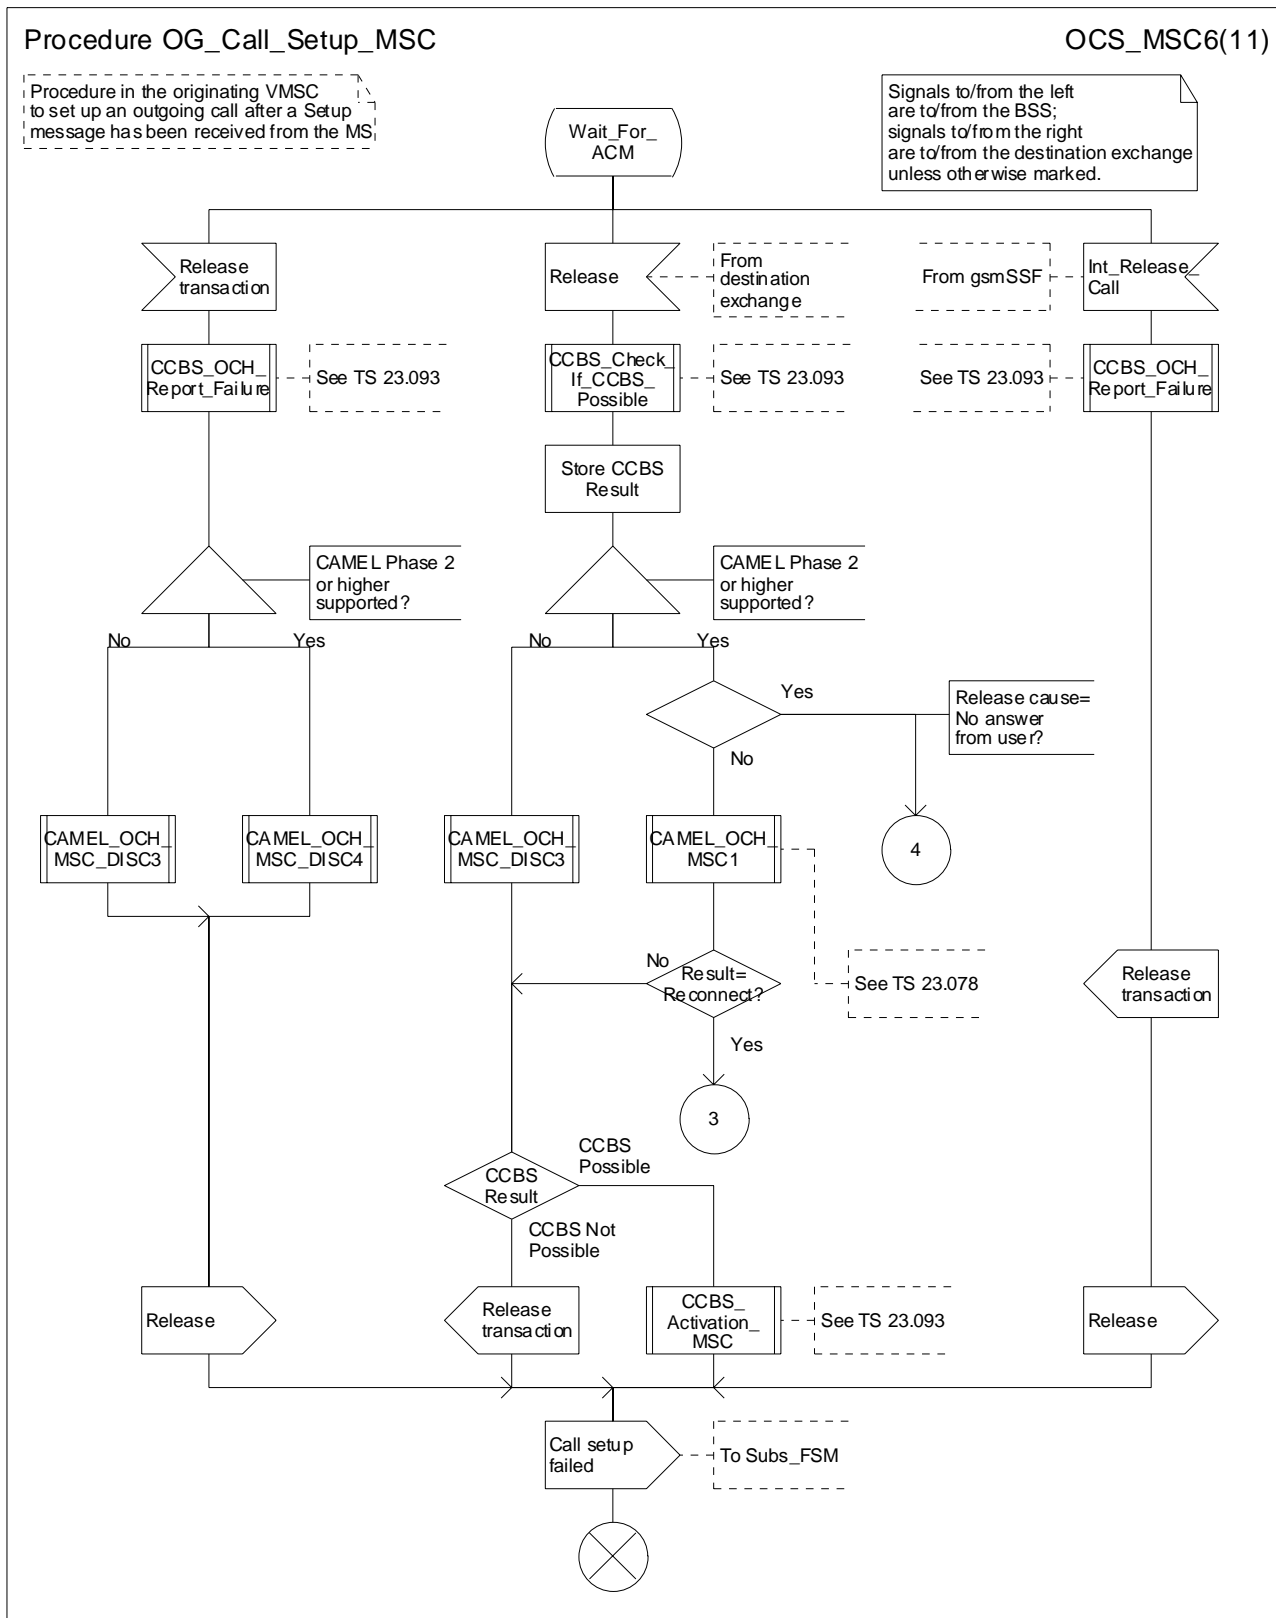 Procedure OG_Call_Setup_MSC
OCS_MSC6(11)
Procedure in the originating VMSC
to set up an outgoing call after a Setup
message has been received from the MS
Signals to/from the left
are to/from the BSS;
signals to/from the right
are to/from the destination exchange
unless otherwise marked.
Wait_For_
ACM
Release
transaction
Release
From
destination
exchange
From gsmSSF
Int_Release_
Call
CCBS_OCH_
Report_Failure
See TS 23.093
CCBS_Check_
If_CCBS_
Possible
See TS 23.093
See TS 23.093
CCBS_OCH_
Report_Failure
Store CCBS
Result
CAMEL Phase 2
or higher
supported?
CAMEL Phase 2
or higher
supported?
No
Yes
No
Yes
Yes
Release cause=
No answer
from user?
No
CAMEL_OCH_
MSC_DISC3
CAMEL_OCH_
MSC_DISC4
CAMEL_OCH_
MSC_DISC3
CAMEL_OCH_
MSC1
4
No
Result=
Reconnect?
See TS 23.078
Release
transaction
Yes
3
CCBS
Possible
CCBS
Result
CCBS Not
Possible
Release
Release
transaction
CCBS_
Activation_
MSC
See TS 23.093
Release
Call setup
failed
To Subs_FSM